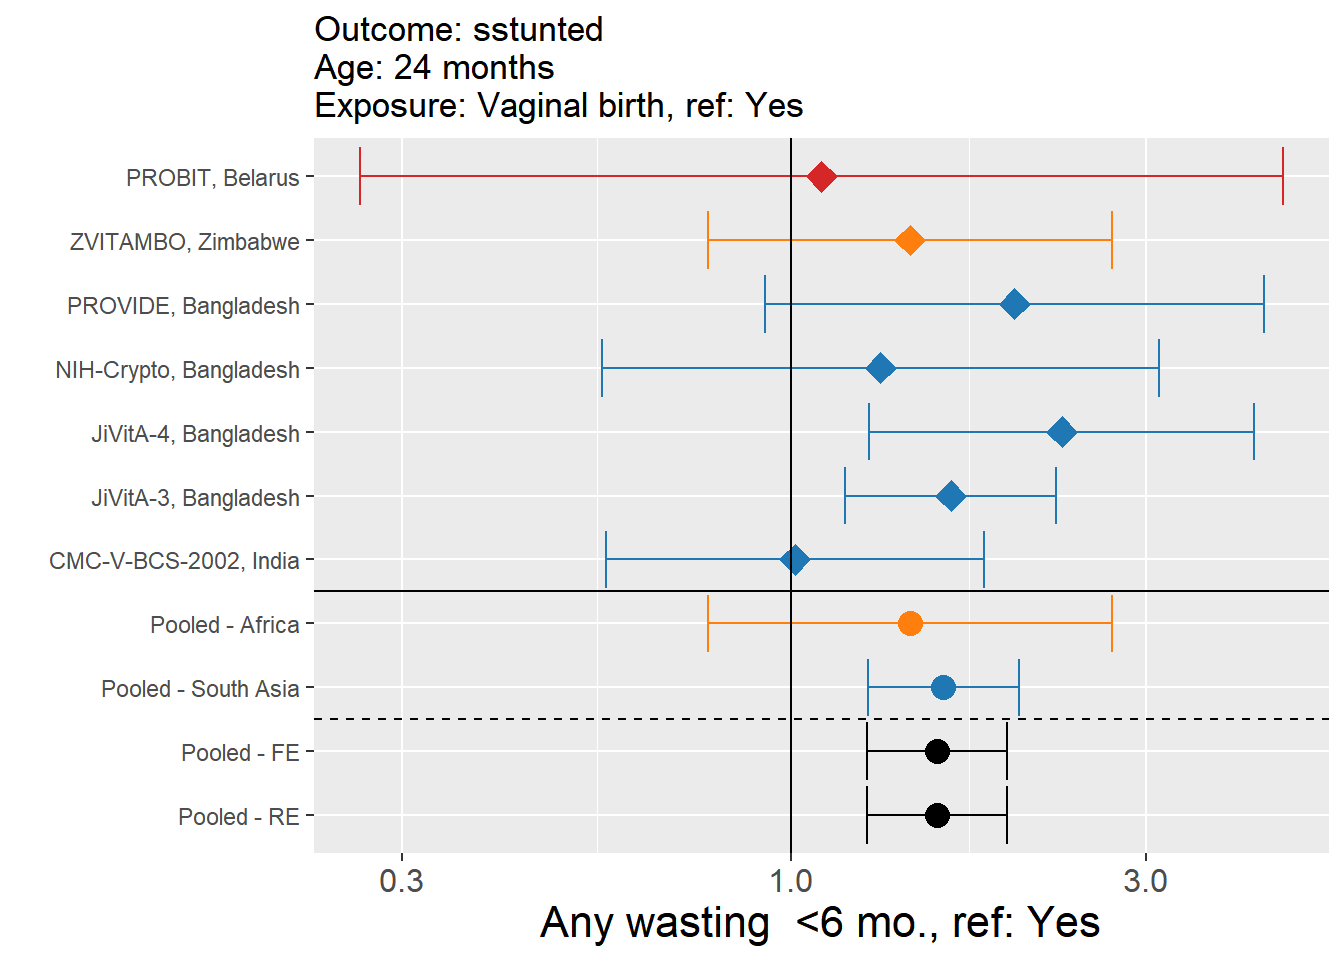 Outcome: sstunted
Age: 24 months
Exposure: Vaginal birth, ref: Yes
PROBIT, Belarus
ZVITAMBO, Zimbabwe
PROVIDE, Bangladesh
NIH-Crypto, Bangladesh
JiVitA-4, Bangladesh
JiVitA-3, Bangladesh
CMC-V-BCS-2002, India
Pooled - Africa
Pooled - South Asia
Pooled - FE
Pooled - RE
0.3 1.0 3.0
Any wasting  <6 mo., ref: Yes